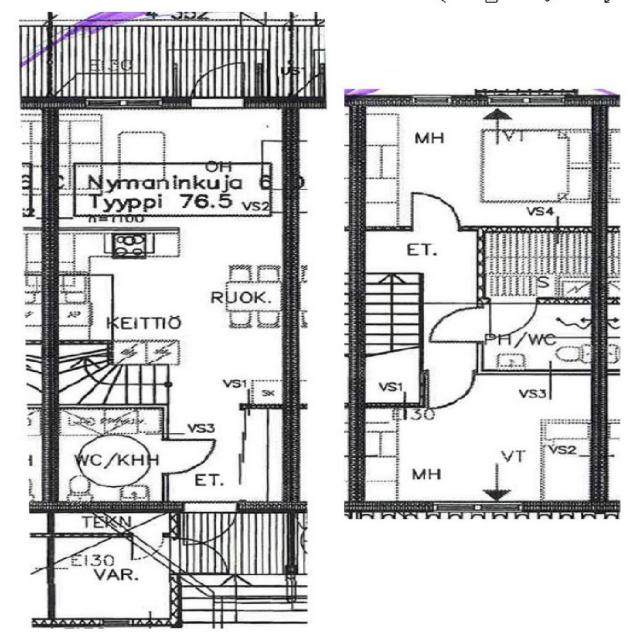 4 352
EI30
VS1
OH
Nymaninkuja 6
Tyyppi 76.5
VS2
h=1100
RUOK.
KEITTIÖ
VS1
SK
VS3
WC/KHH
ET.
TEKN
EI30
VAR.
MH
VT
VS4
ET.
S
PH/WC
VS1
VS3
EI30
VT
VS2
MH